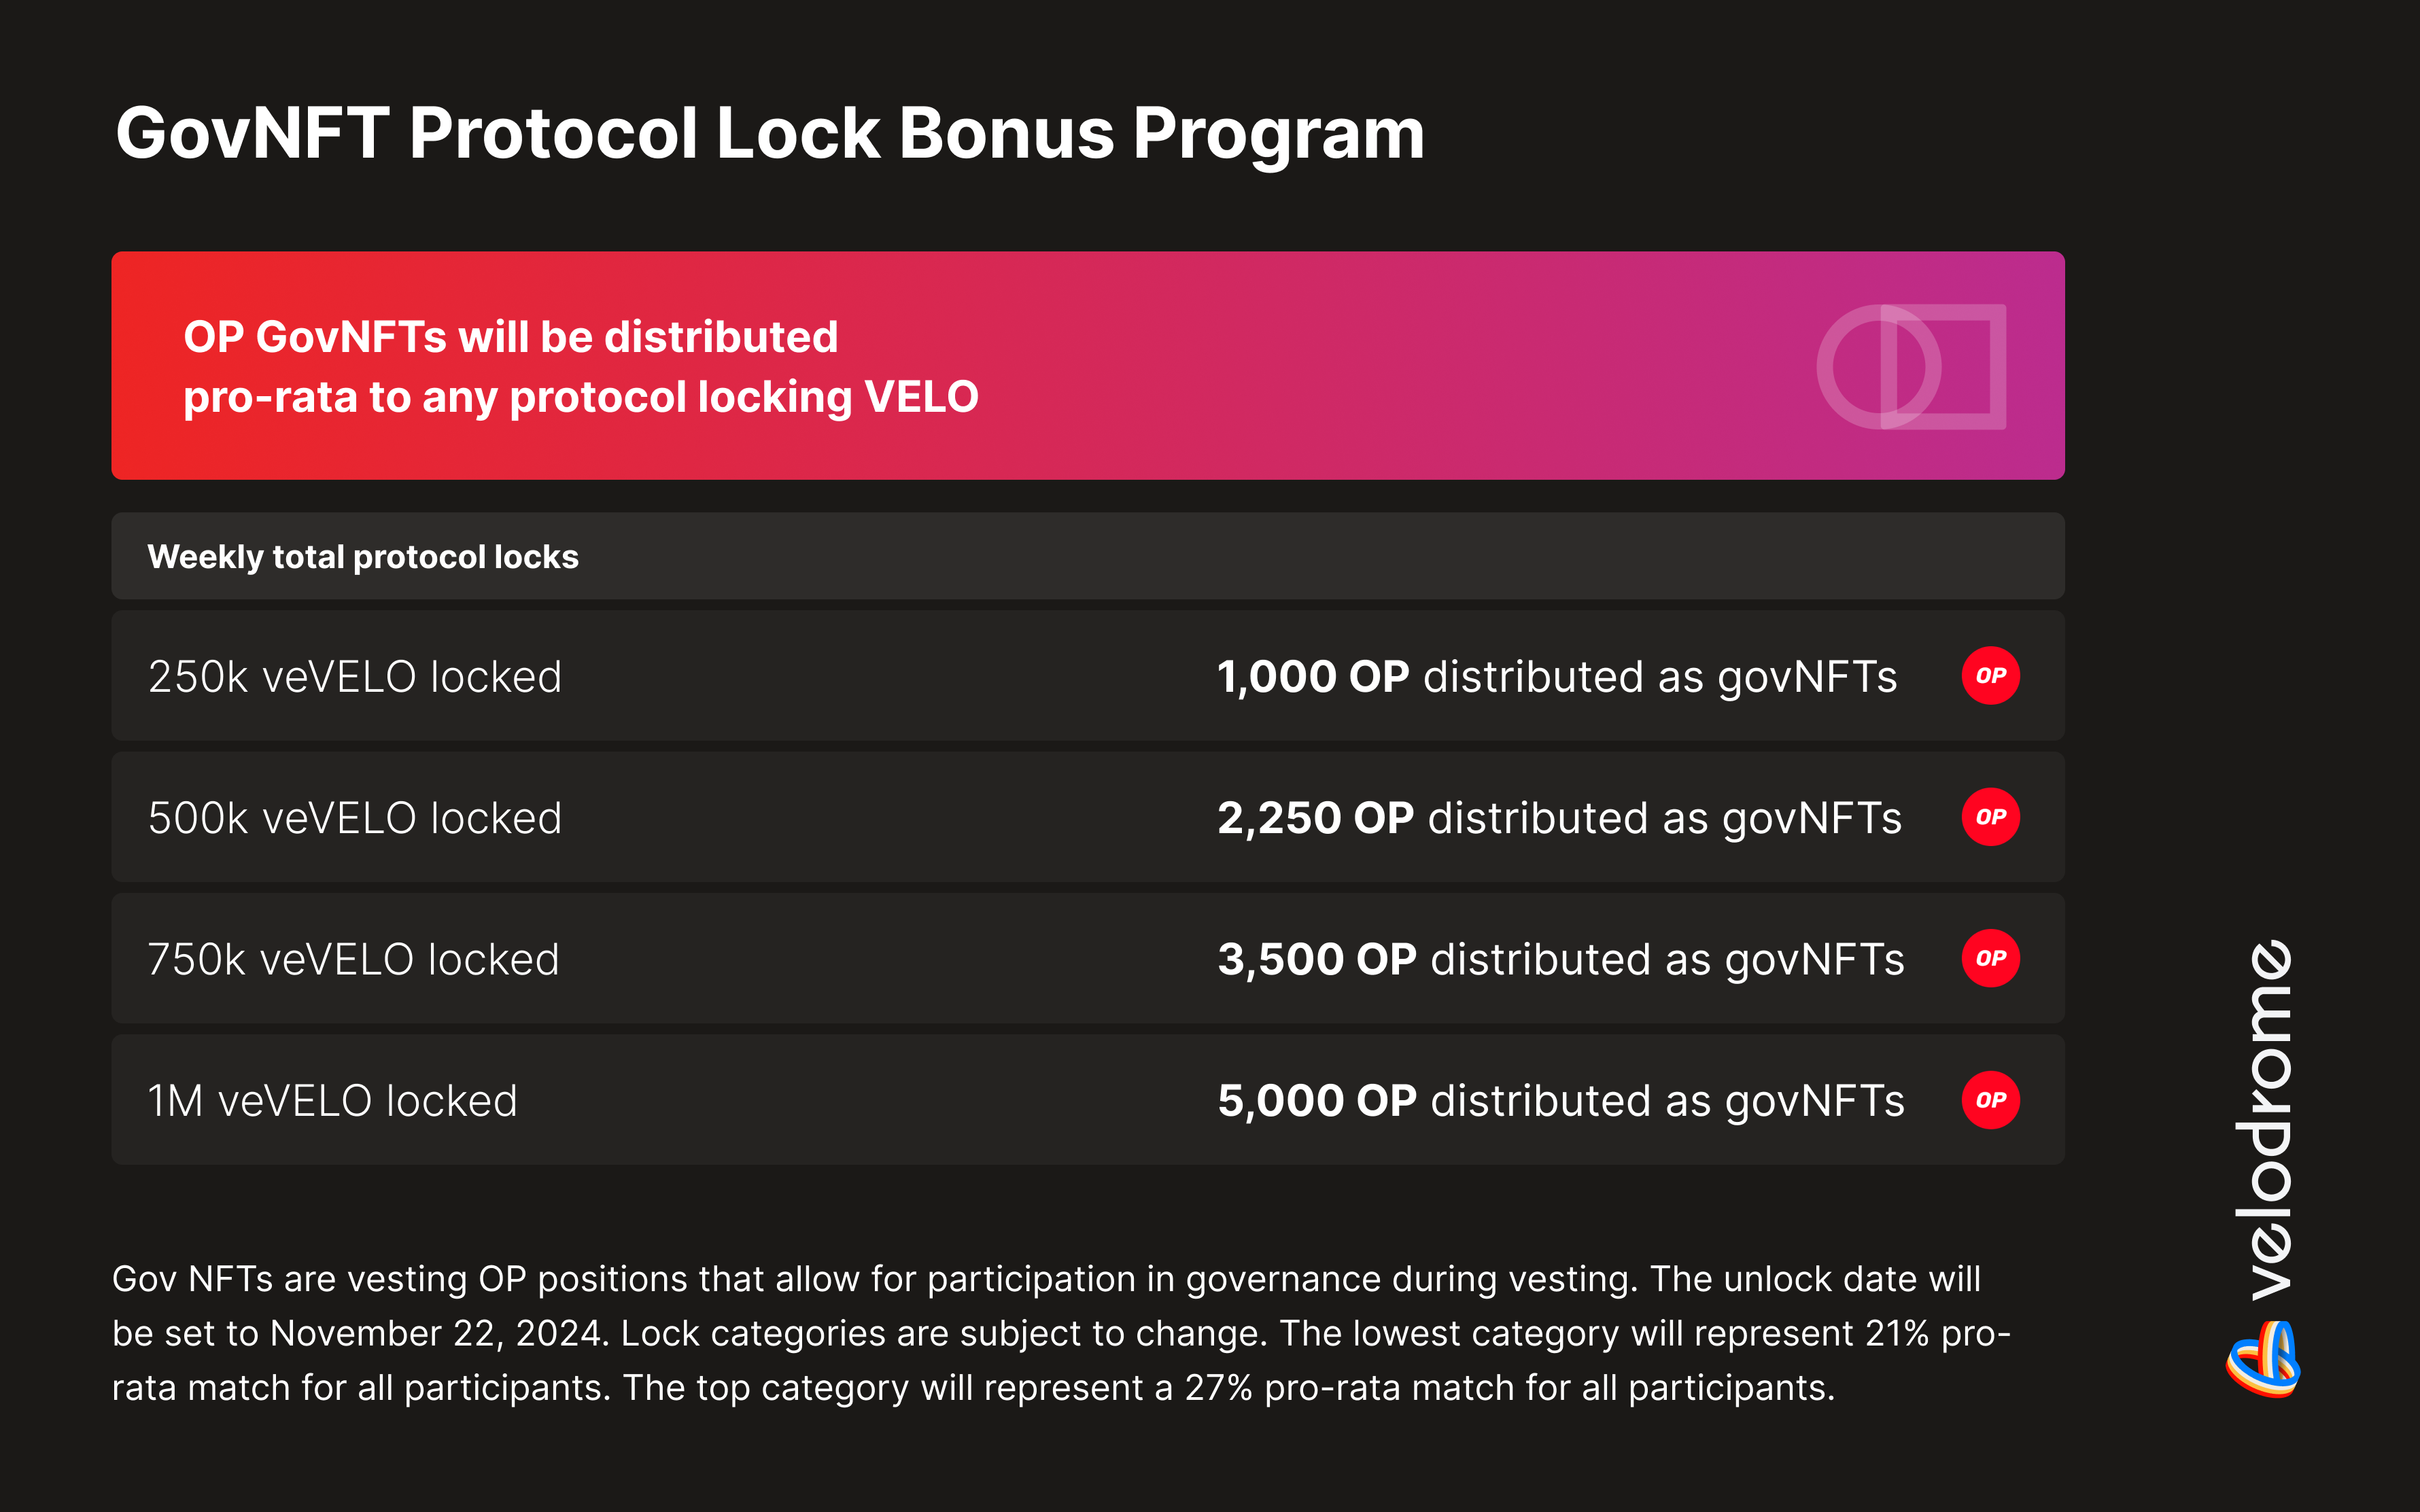 GovNFT Protocol Lock Bonus Program
OP GovNFTs will be distributed
pro-rata to any protocol locking VELO
Weekly total protocol locks
250k veVELO locked
1,000 OP distributed as govNFTs
OP
500k veVELO locked
2,250 OP distributed as govNFTs
OP
750k veVELO locked
3,500 OP distributed as govNFTs
OP
1M veVELO locked
5,000 OP distributed as govNFTs
OP
Gov NFTs are vesting OP positions that allow for participation in governance during vesting. The unlock date will
be set to November 22, 2024. Lock categories are subject to change. The lowest category will represent 21% pro-
rata match for all participants. The top category will represent a 27% pro-rata match for all participants.
velodrome